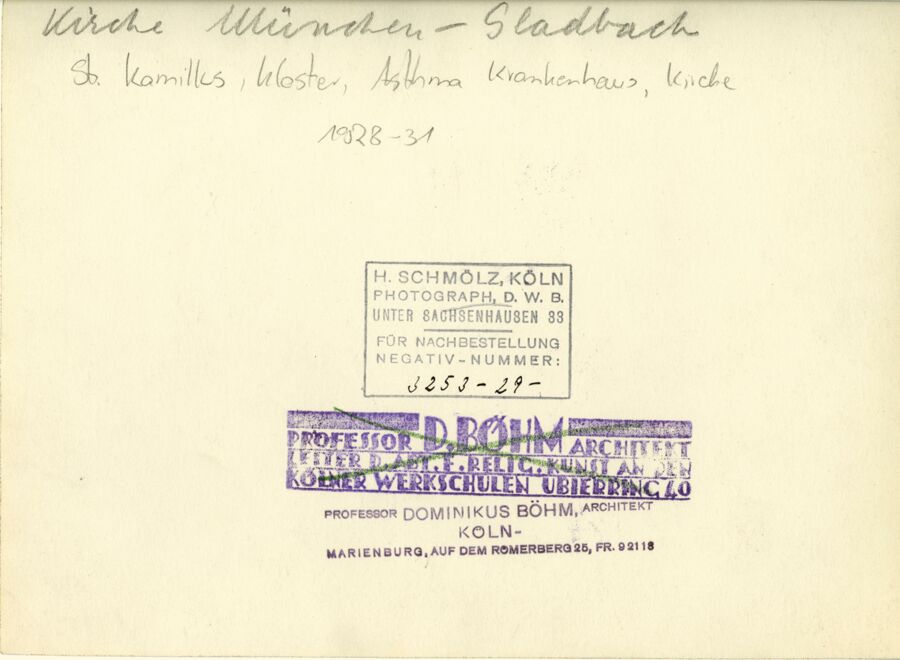 Kirche München-Gladbach
St. Kamillus, Kloster, Asthma Krankenhaus, Kirche
1928-31
H. SCHMÖLZ, KÖLN
PHOTOGRAPH, D. W. B.
UNTER SACHSENHAUSEN 33
FÜR NACHBESTELLUNG
NEGATIV-NUMMER:
3253-29-
PROFESSOR D. BÖHM ARCHITEKT
LEITER D. ABT. F. RELIG. KUNST AN DER
KÖLNER WERKSCHULEN UBIERRING 40
PROFESSOR DOMINIKUS BÖHM, ARCHITEKT
KÖLN-
MARIENBURG, AUF DEM RÖMERBERG 25, FR. 92118